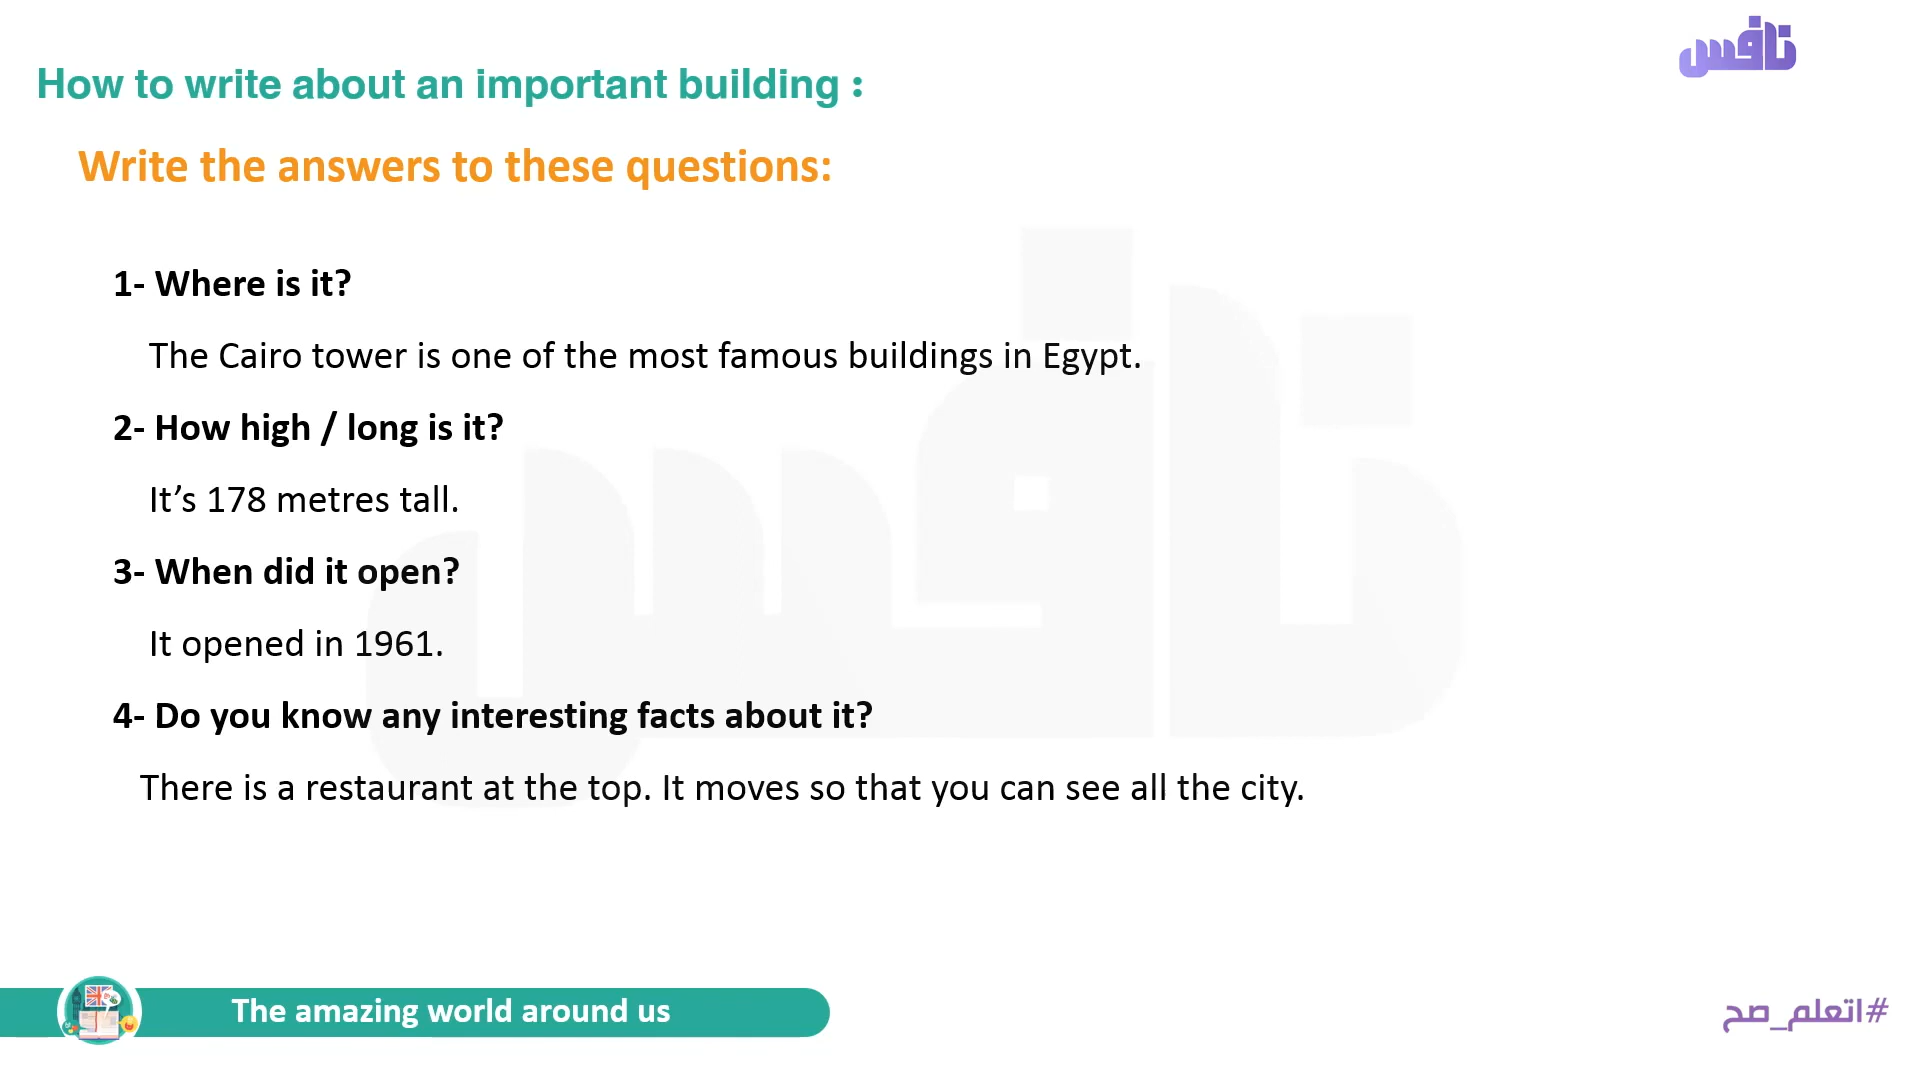 نافس
How to write about an important building :
Write the answers to these questions:
1- Where is it?
The Cairo tower is one of the most famous buildings in Egypt.
2- How high / long is it?
It’s 178 metres tall.
3- When did it open?
It opened in 1961.
4- Do you know any interesting facts about it?
There is a restaurant at the top. It moves so that you can see all the city.
The amazing world around us
#اتعلم_صح